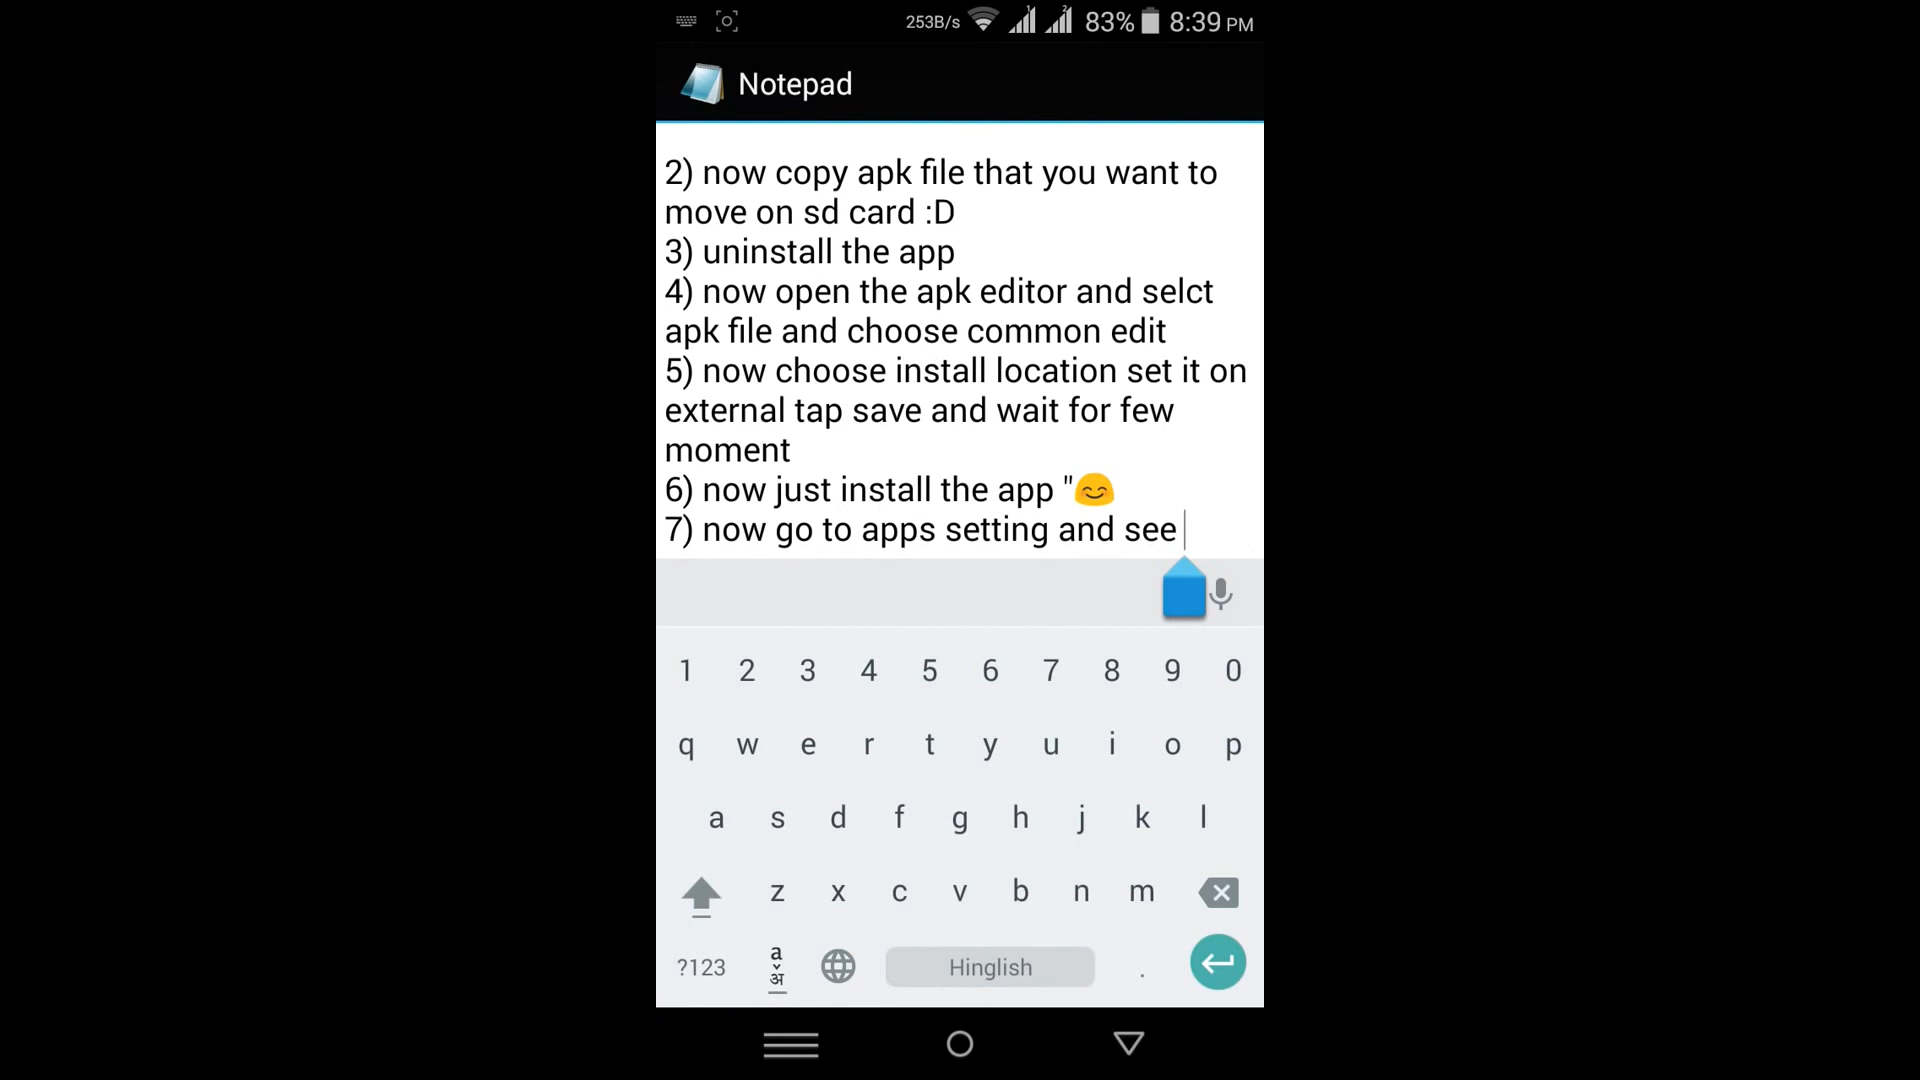 253B/s 1 2 83% 8:39 PM
Notepad
2) now copy apk file that you want to
move on sd card :D
3) uninstall the app
4) now open the apk editor and selct
apk file and choose common edit
5) now choose install location set it on
external tap save and wait for few
moment
6) now just install the app "😊
7) now go to apps setting and see
1 2 3 4 5 6 7 8 9 0
q w e r t y u i o p
a s d f g h j k l
z x c v b n m
?123 a अ Hinglish .